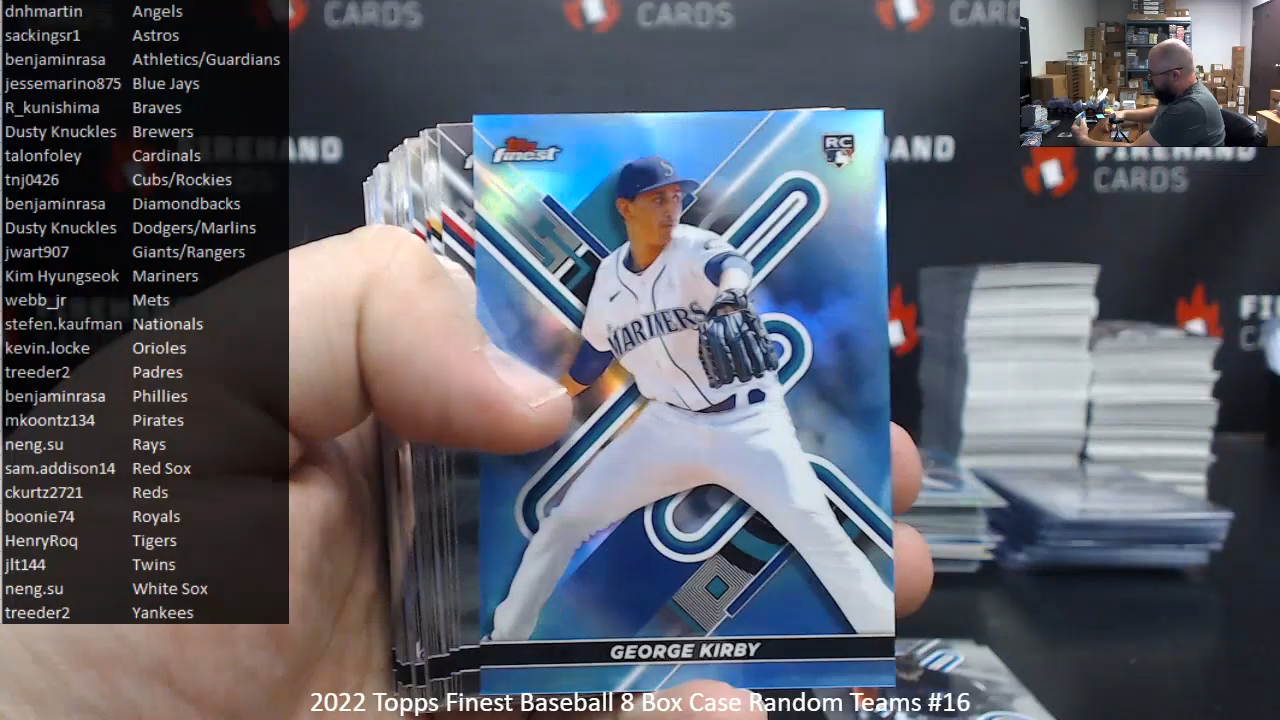 dnhmartin Angels
sackingsr1 Astros
benjaminrasa Athletics/Guardians
jessemarino875 Blue Jays
R_kunishima Braves
Dusty Knuckles Brewers
talonfoley Cardinals
tnj0426 Cubs/Rockies
benjaminrasa Diamondbacks
Dusty Knuckles Dodgers/Marlins
jwart907 Giants/Rangers
Kim Hyungseok Mariners
webb_jr Mets
stefen.kaufman Nationals
kevin.locke Orioles
treeder2 Padres
benjaminrasa Phillies
mkoontz134 Pirates
neng.su Rays
sam.addison14 Red Sox
ckurtz2721 Reds
boonie74 Royals
HenryRoq Tigers
jlt144 Twins
neng.su White Sox
treeder2 Yankees
CARDS
CARDS
CARD
Topps
finest
RC
S
MARINERS
GEORGE KIRBY
FIREHAND
CARDS
2022 Topps Finest Baseball 8 Box Case Random Teams #16